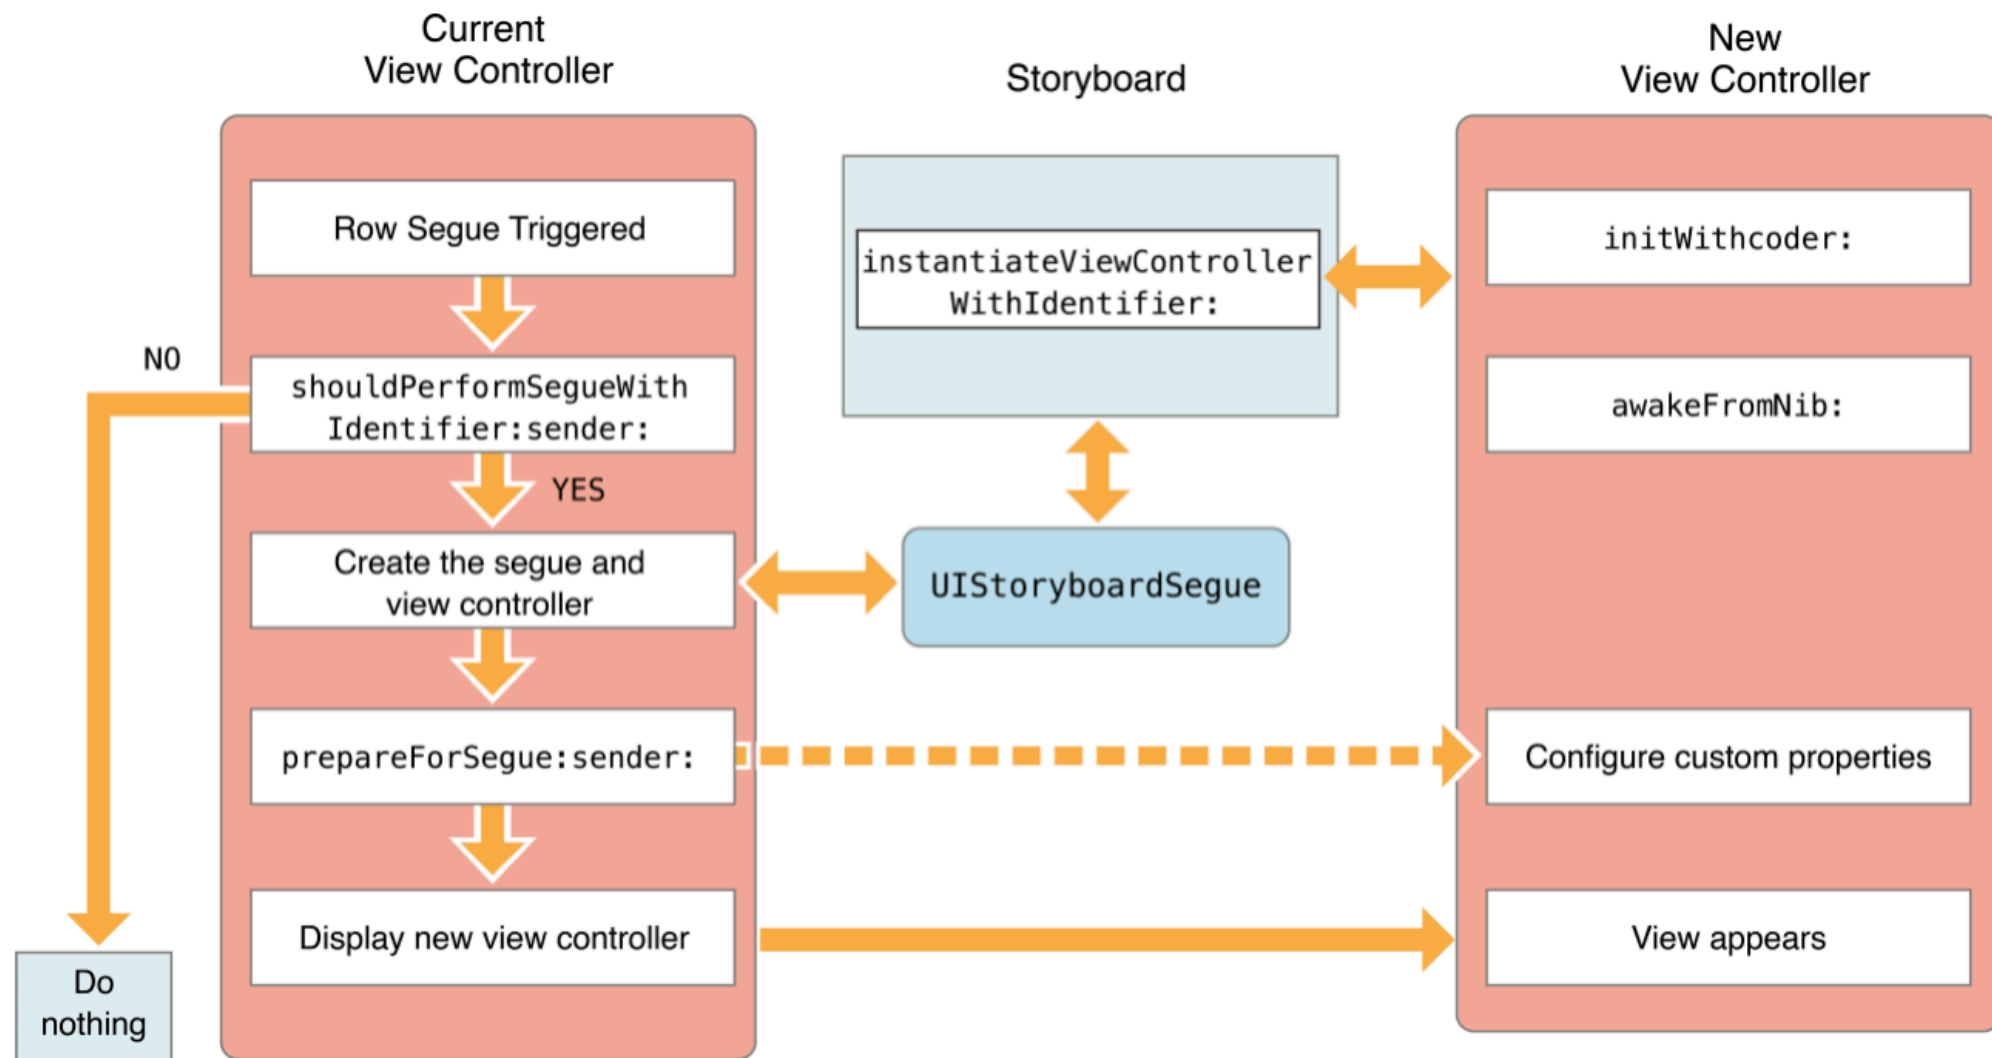 Current
View Controller
Row Segue Triggered
NO
shouldPerformSegueWith
Identifier:sender:
YES
Create the segue and
view controller
prepareForSegue:sender:
Display new view controller
Do
nothing
Storyboard
instantiateViewController
WithIdentifier:
UIStoryboardSegue
New
View Controller
initWithcoder:
awakeFromNib:
Configure custom properties
View appears